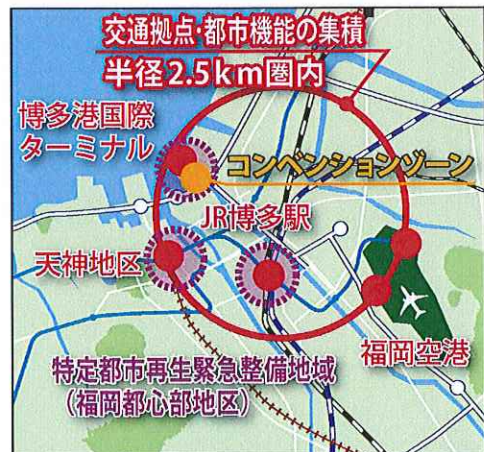 交通拠点・都市機能の集積
半径2.5km圏内
博多港国際
ターミナル
コンベンションゾーン
JR博多駅
天神地区
福岡空港
特定都市再生緊急整備地域
（福岡都心部地区）